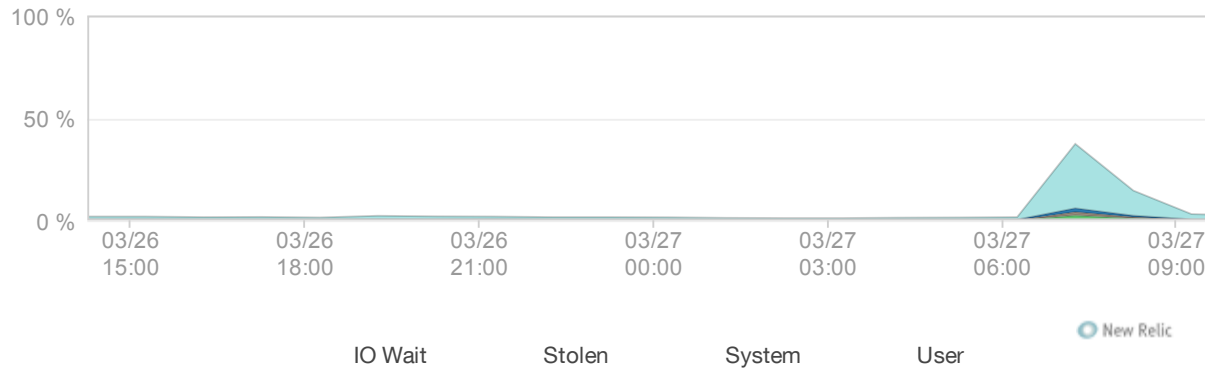 100 %
50 %
0 %
03/26 03/26 03/26 03/27 03/27 03/27 03/27
15:00 18:00 21:00 00:00 03:00 06:00 09:00
New Relic
IO Wait Stolen System User